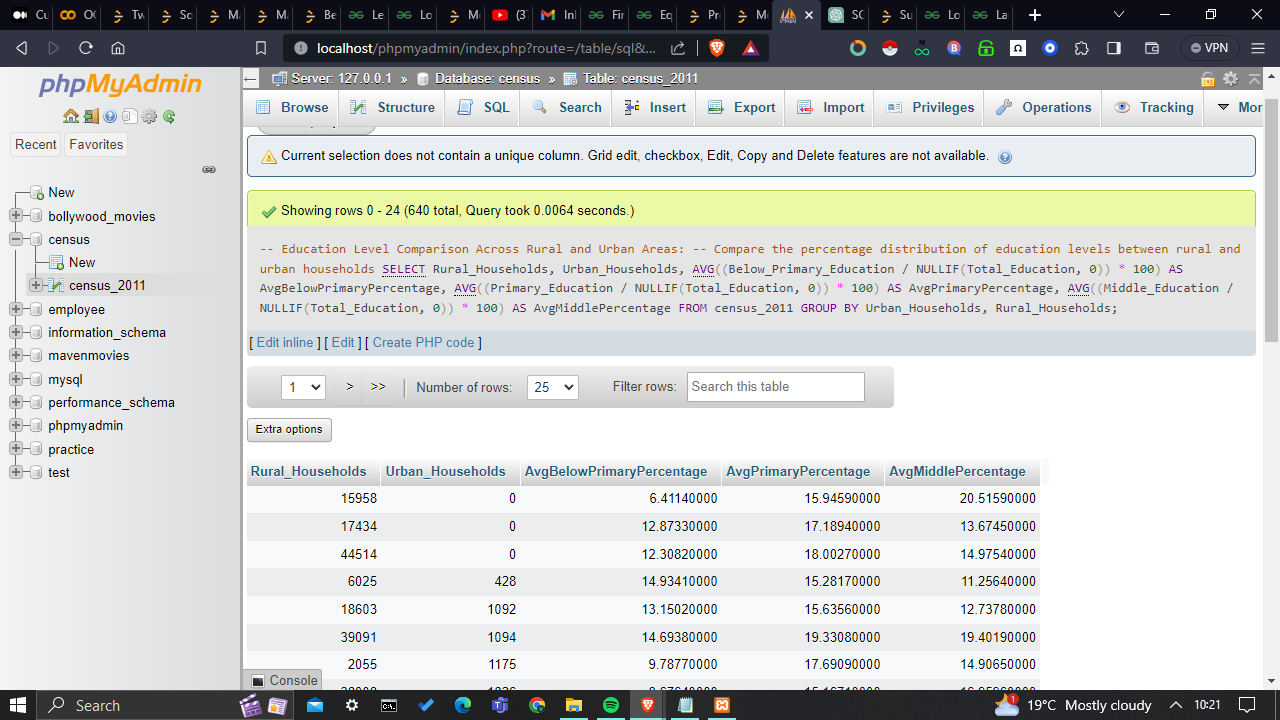 Cu
OC
Tw
Sc
Ma
Ma
Be
Le
Lo
Mc
(3
Inl
Fir
Eq
Pr
Mc
SC
Su
Lo
La
localhost/phpmyadmin/index.php?route=/table/sql&...
VPN
phpMyAdmin
Recent
Favorites
New
bollywood_movies
census
New
census_2011
employee
information_schema
mavenmovies
mysql
performance_schema
phpmyadmin
practice
test
Server: 127.0.0.1 » Database: census » Table: census_2011
Browse Structure SQL Search Insert Export Import Privileges Operations Tracking Mor
Current selection does not contain a unique column. Grid edit, checkbox, Edit, Copy and Delete features are not available.
Showing rows 0 - 24 (640 total, Query took 0.0064 seconds.)
-- Education Level Comparison Across Rural and Urban Areas: -- Compare the percentage distribution of education levels between rural and
urban households SELECT Rural_Households, Urban_Households, AVG((Below_Primary_Education / NULLIF(Total_Education, 0)) * 100) AS
AvgBelowPrimaryPercentage, AVG((Primary_Education / NULLIF(Total_Education, 0)) * 100) AS AvgPrimaryPercentage, AVG((Middle_Education /
NULLIF(Total_Education, 0)) * 100) AS AvgMiddlePercentage FROM census_2011 GROUP BY Urban_Households, Rural_Households;
[ Edit inline ] [ Edit ] [ Create PHP code ]
1 > >> | Number of rows: 25 Filter rows: Search this table
Extra options
Rural_Households Urban_Households AvgBelowPrimaryPercentage AvgPrimaryPercentage AvgMiddlePercentage
15958 0 6.41140000 15.94590000 20.51590000
17434 0 12.87330000 17.18940000 13.67450000
44514 0 12.30820000 18.00270000 14.97540000
6025 428 14.93410000 15.28170000 11.25640000
18603 1092 13.15020000 15.63560000 12.73780000
39091 1094 14.69380000 19.33080000 19.40190000
2055 1175 9.78770000 17.69090000 14.90650000
Console
Search
19°C Mostly cloudy
10:21